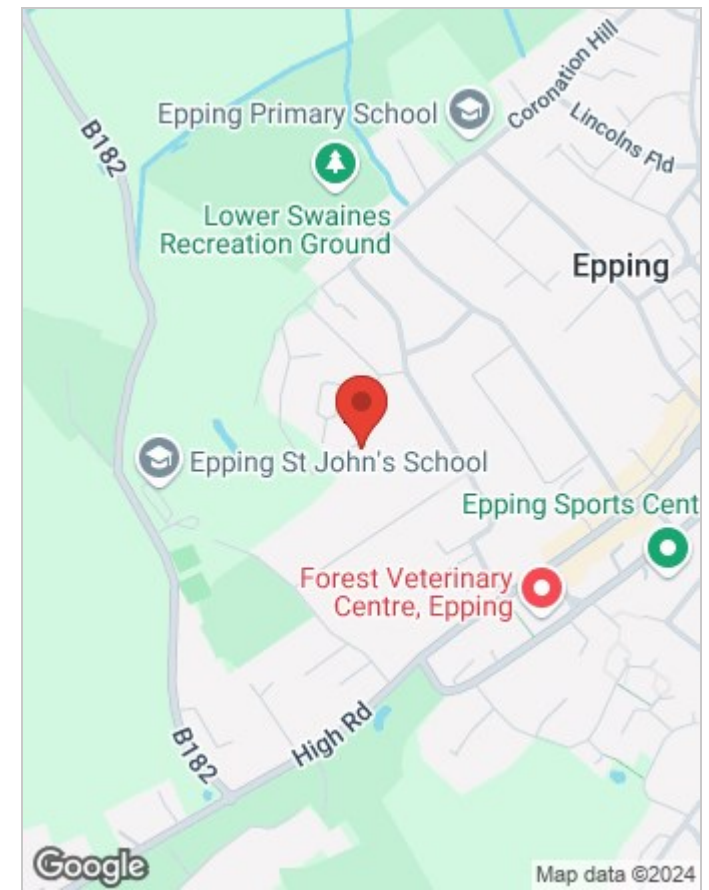 Coronation Hill
Epping Primary School
Lincolns Fld
B182
Lower Swaines
Recreation Ground
Epping
Epping St John's School
Epping Sports Cent
Forest Veterinary
Centre, Epping
High Rd
B182
Google
Map data ©2024